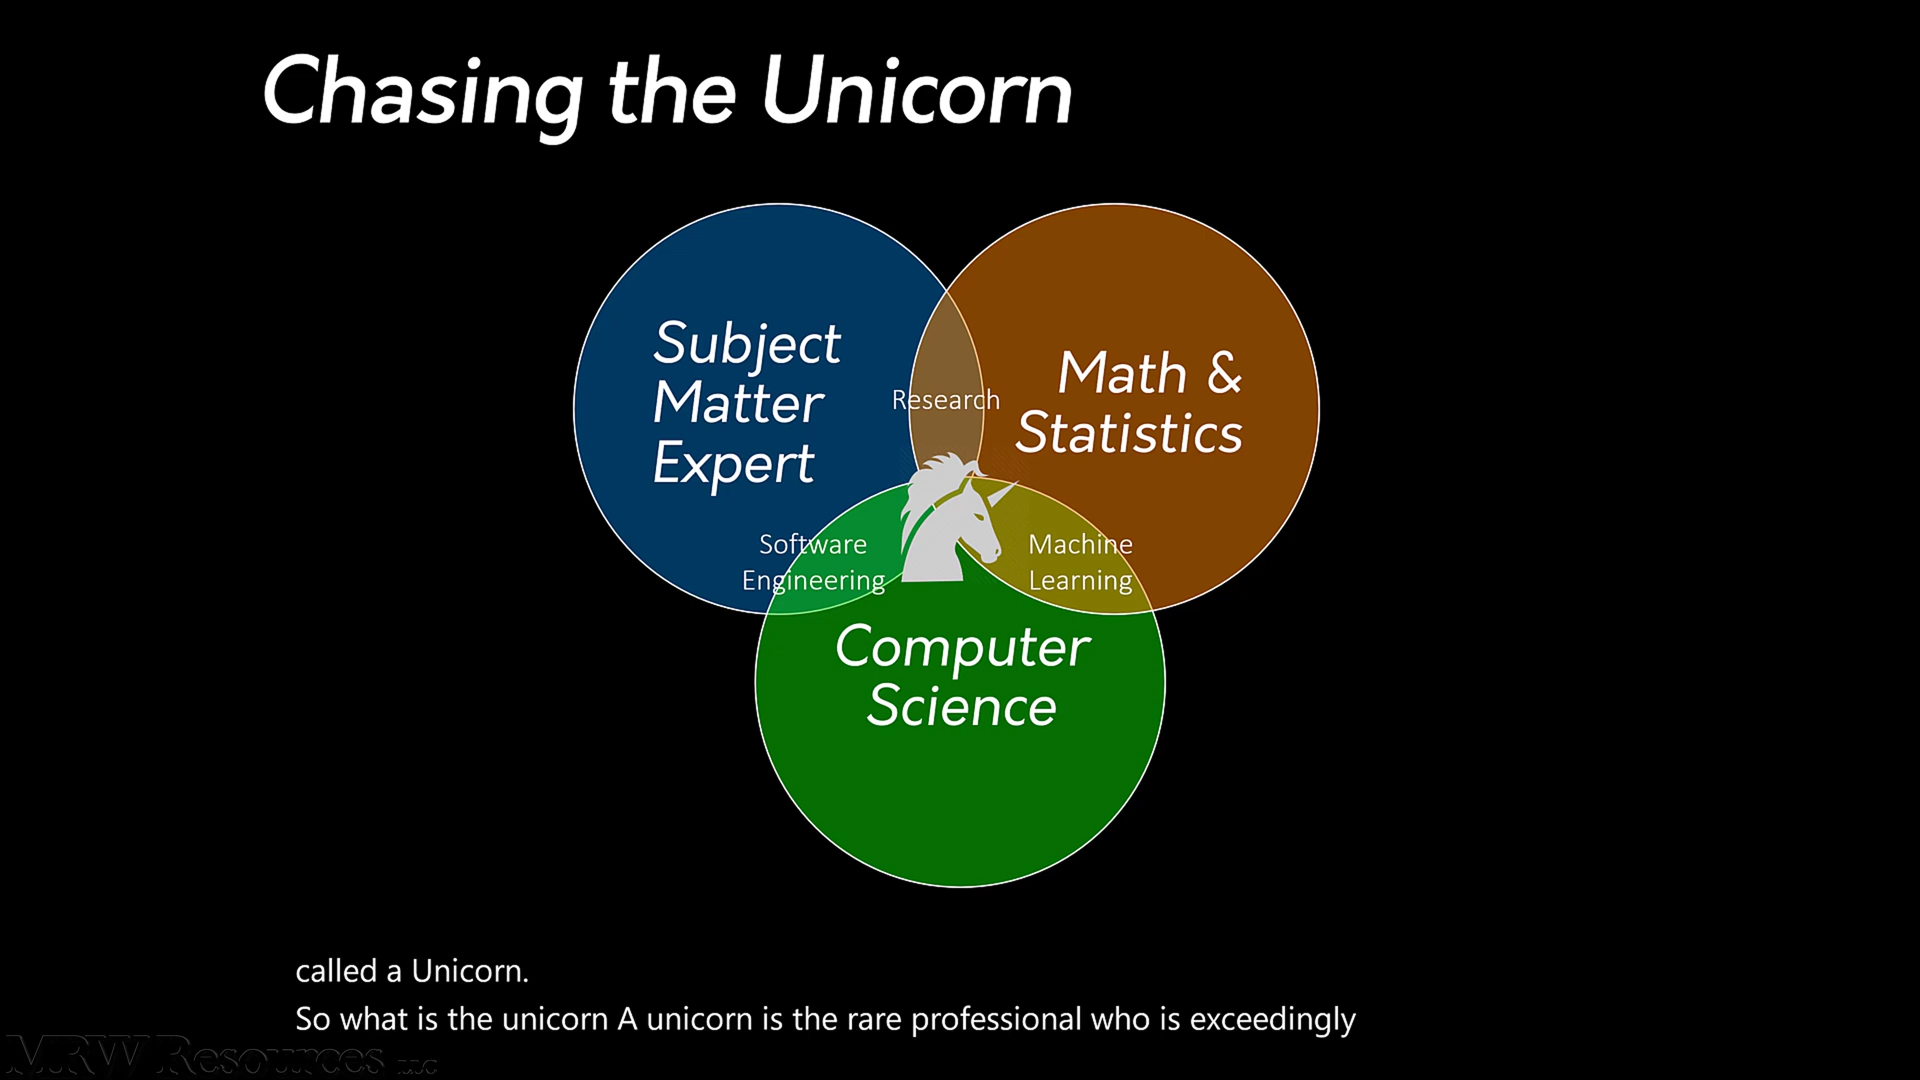 Chasing the Unicorn
Subject
Matter
Expert
Math &
Statistics
Research
Software
Engineering
Machine
Learning
Computer
Science
called a Unicorn.
So what is the unicorn A unicorn is the rare professional who is exceedingly
MRW Resources LLC